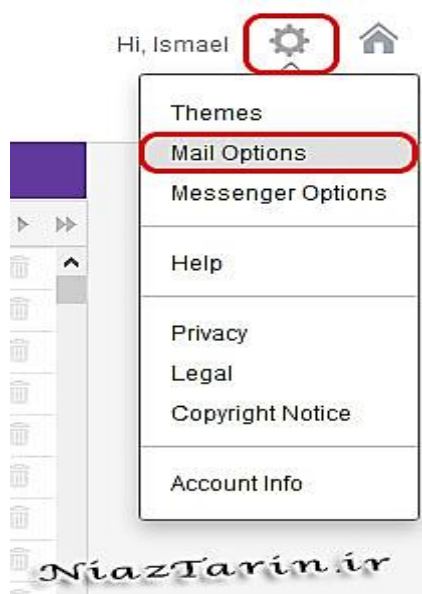 Hi, Ismael
Themes
Mail Options
Messenger Options
Help
Privacy
Legal
Copyright Notice
Account Info
NiazTarin.ir